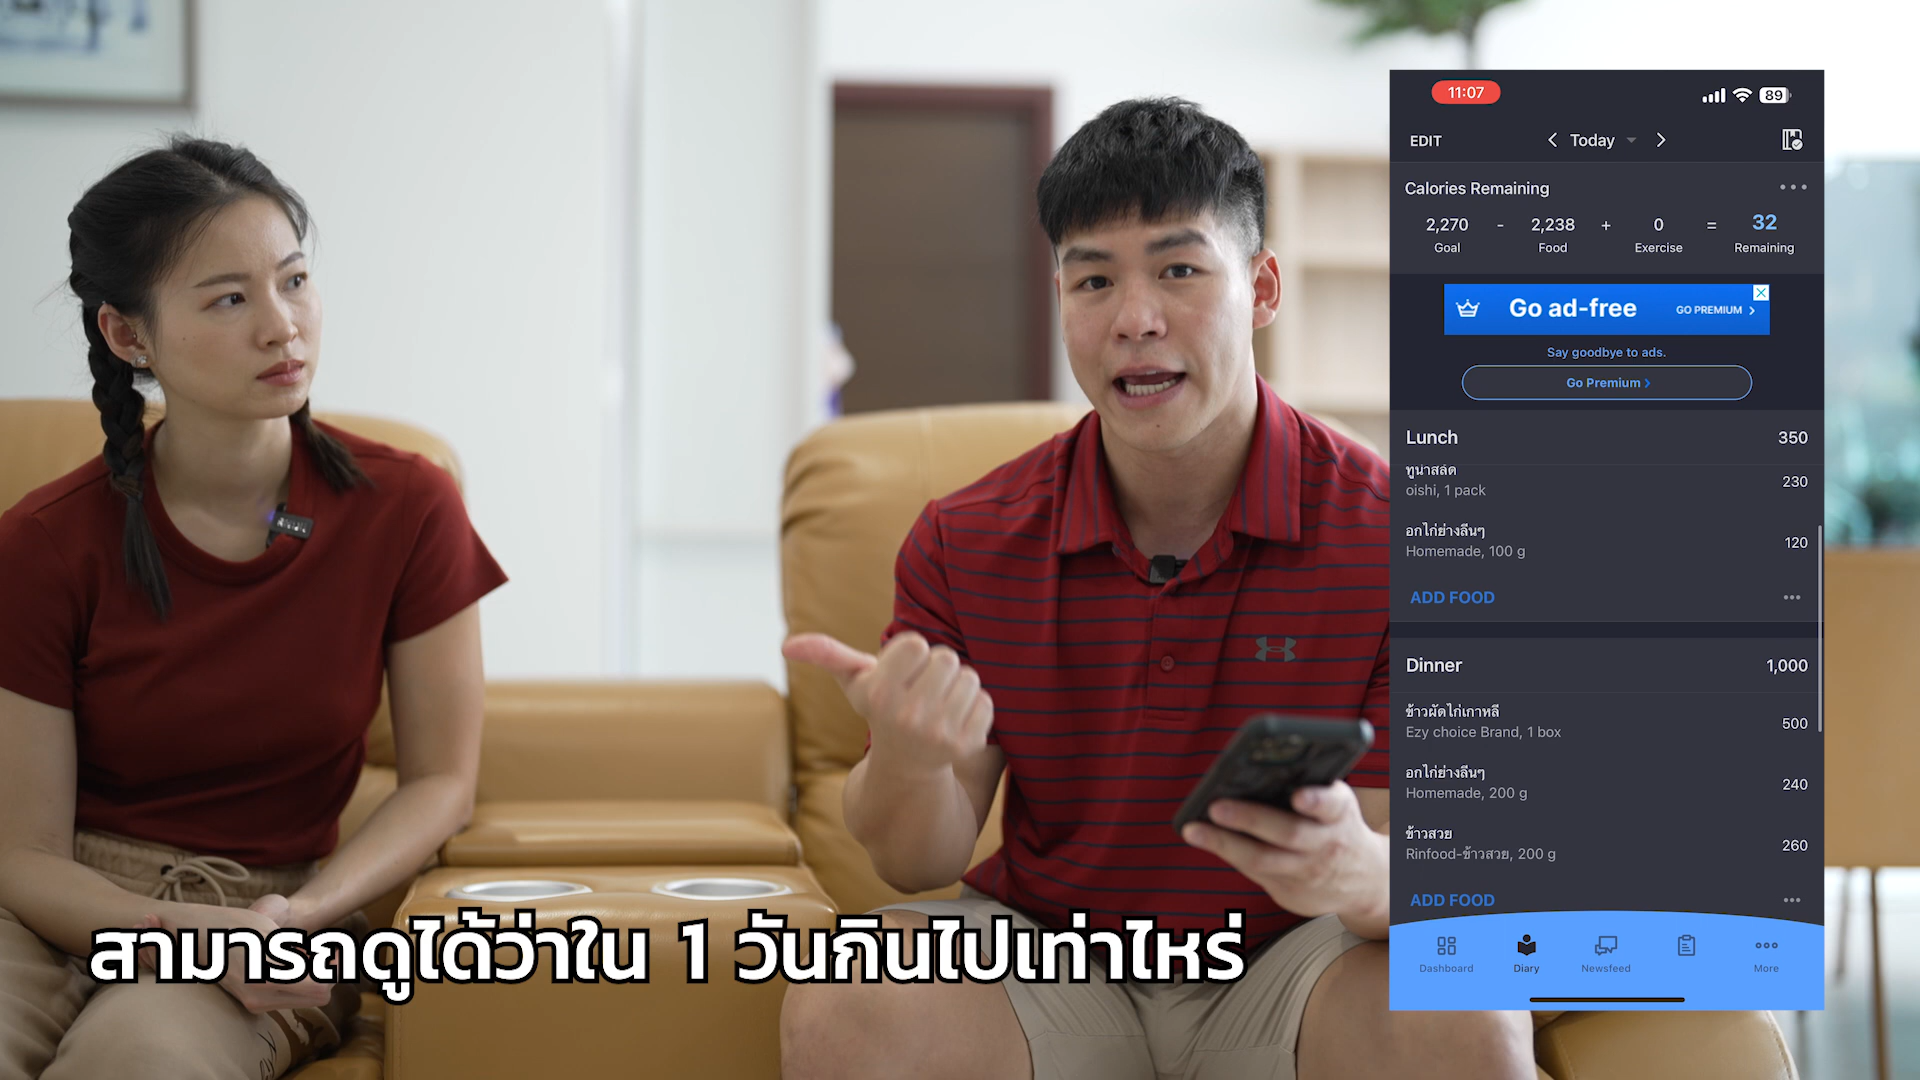 11:07
89
EDIT
Today
Calories Remaining
2,270 - 2,238 + 0 = 32
Goal Food Exercise Remaining
Go ad-free GO PREMIUM
Say goodbye to ads.
Go Premium
Lunch 350
ทูน่าสลัด 230
oishi, 1 pack
อกไก่ย่างลีนๆ 120
Homemade, 100 g
ADD FOOD
Dinner 1,000
ข้าวผัดไก่เกาหลี 500
Ezy choice Brand, 1 box
อกไก่ย่างลีนๆ 240
Homemade, 200 g
ข้าวสวย 260
Rinfood-ข้าวสวย, 200 g
ADD FOOD
Dashboard Diary Newsfeed More
สามารถดูได้ว่าใน 1 วันกินไปเท่าไหร่